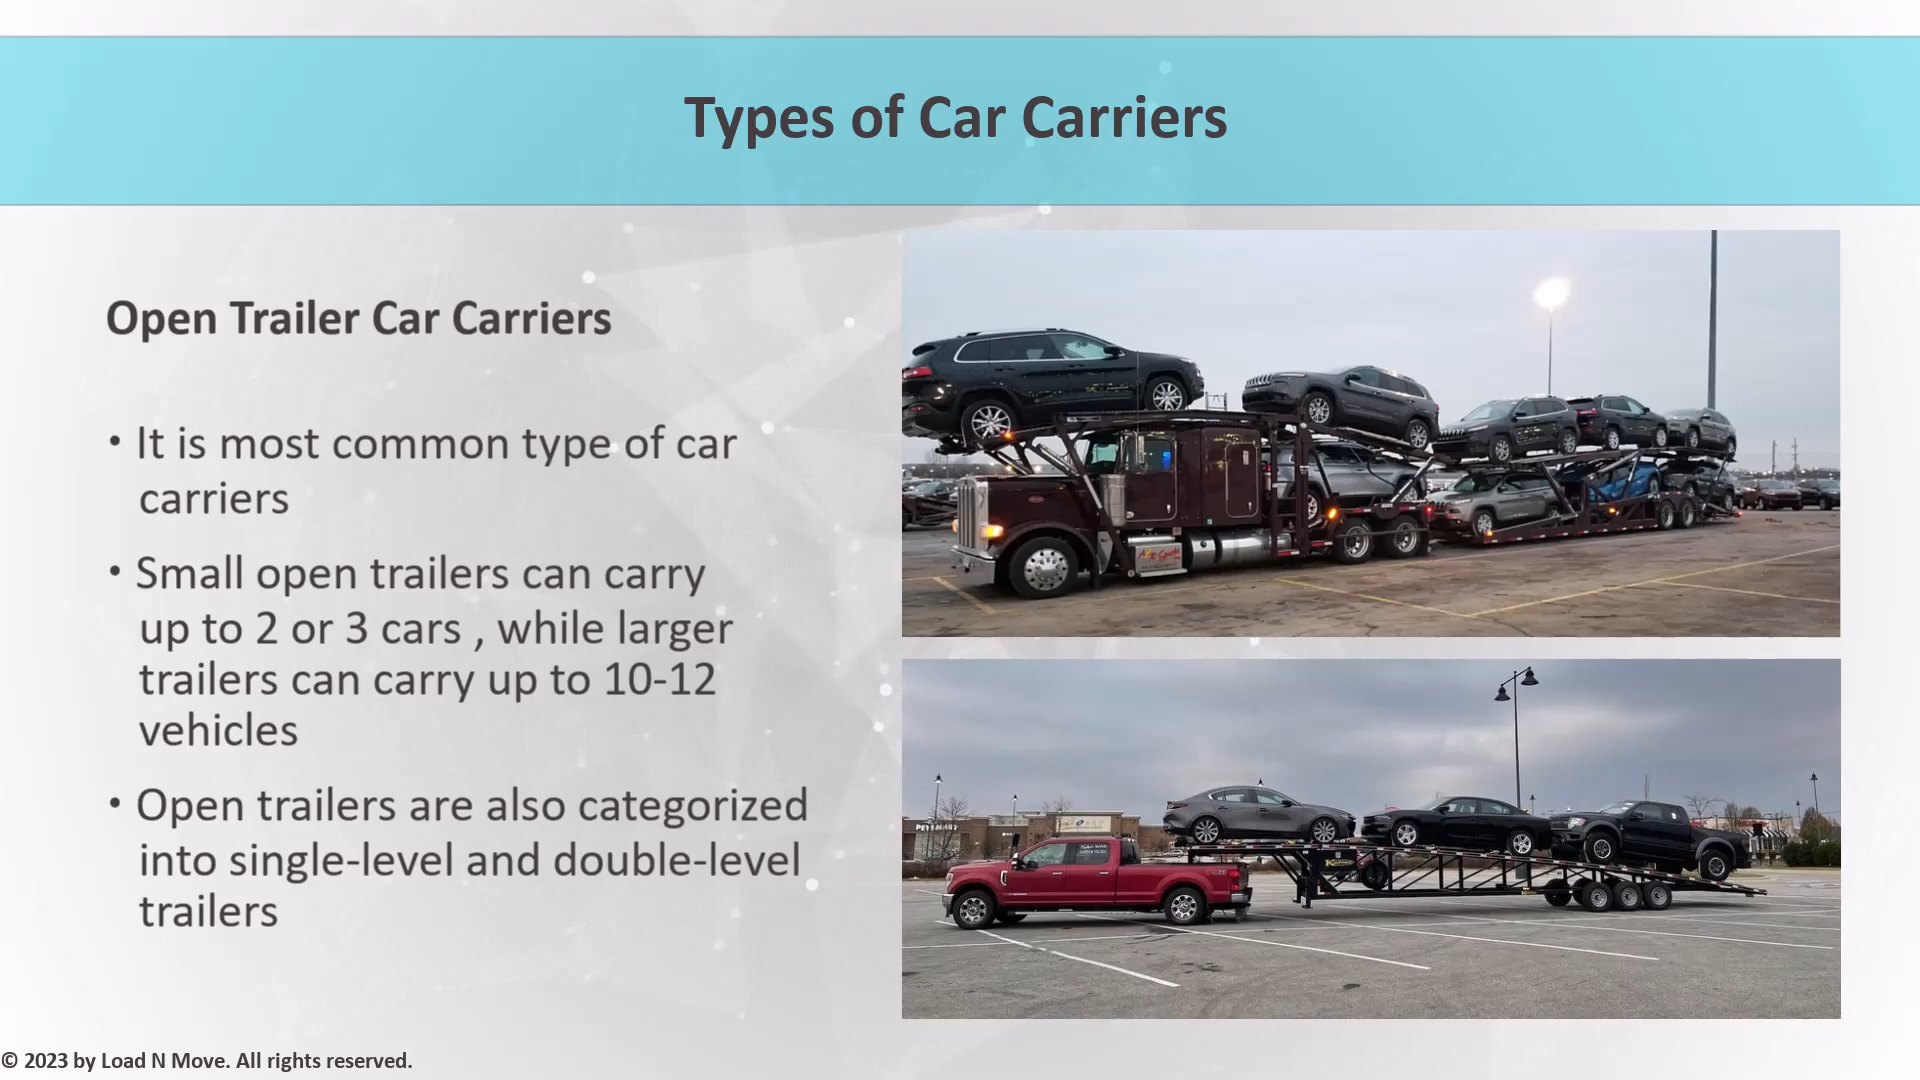 Types of Car Carriers
Open Trailer Car Carriers
• It is most common type of car
carriers
• Small open trailers can carry
up to 2 or 3 cars , while larger
trailers can carry up to 10-12
vehicles
• Open trailers are also categorized
into single-level and double-level
trailers
© 2023 by Load N Move. All rights reserved.